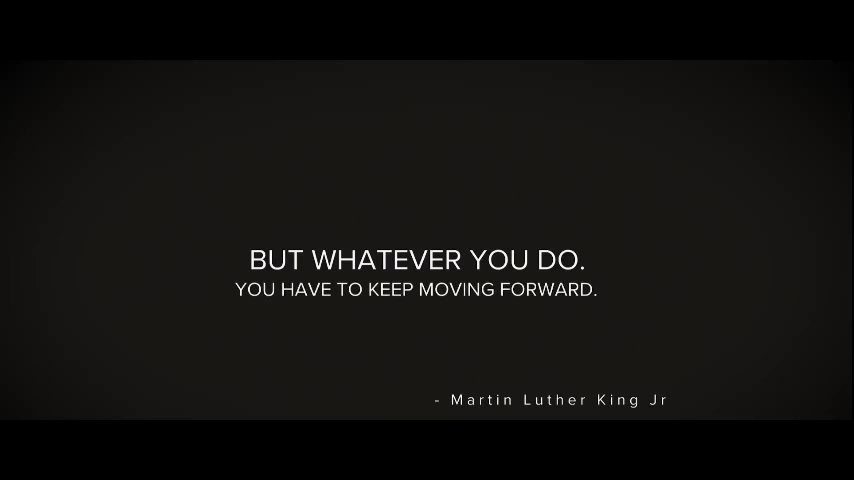 BUT WHATEVER YOU DO.
YOU HAVE TO KEEP MOVING FORWARD.
- Martin Luther King Jr